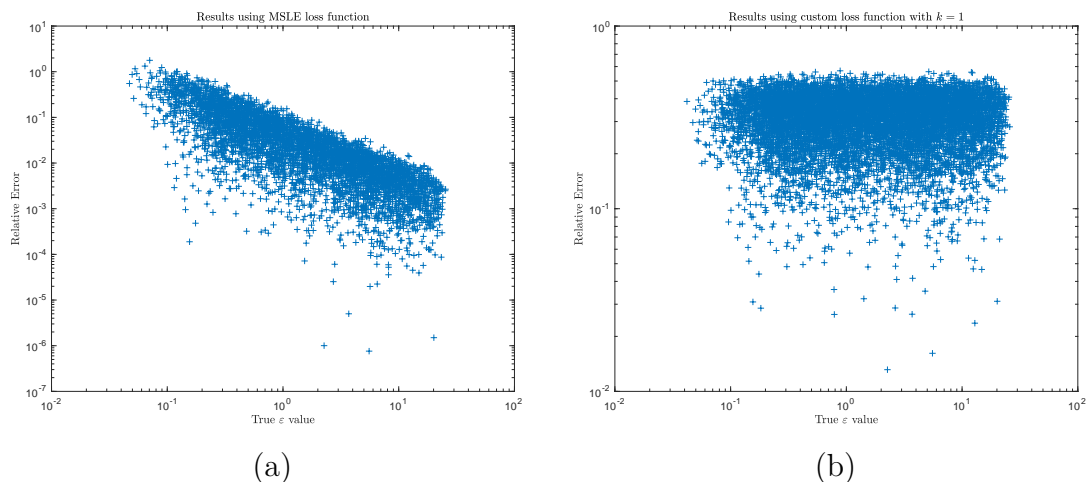 Results using MSLE loss function
10^1
10^0
10^-1
10^-2
10^-3
10^-4
10^-5
10^-6
10^-7
Relative Error
10^-2
10^-1
10^0
10^1
10^2
True ε value
(a)
Results using custom loss function with k = 1
10^0
10^-1
10^-2
Relative Error
10^-2
10^-1
10^0
10^1
10^2
True ε value
(b)